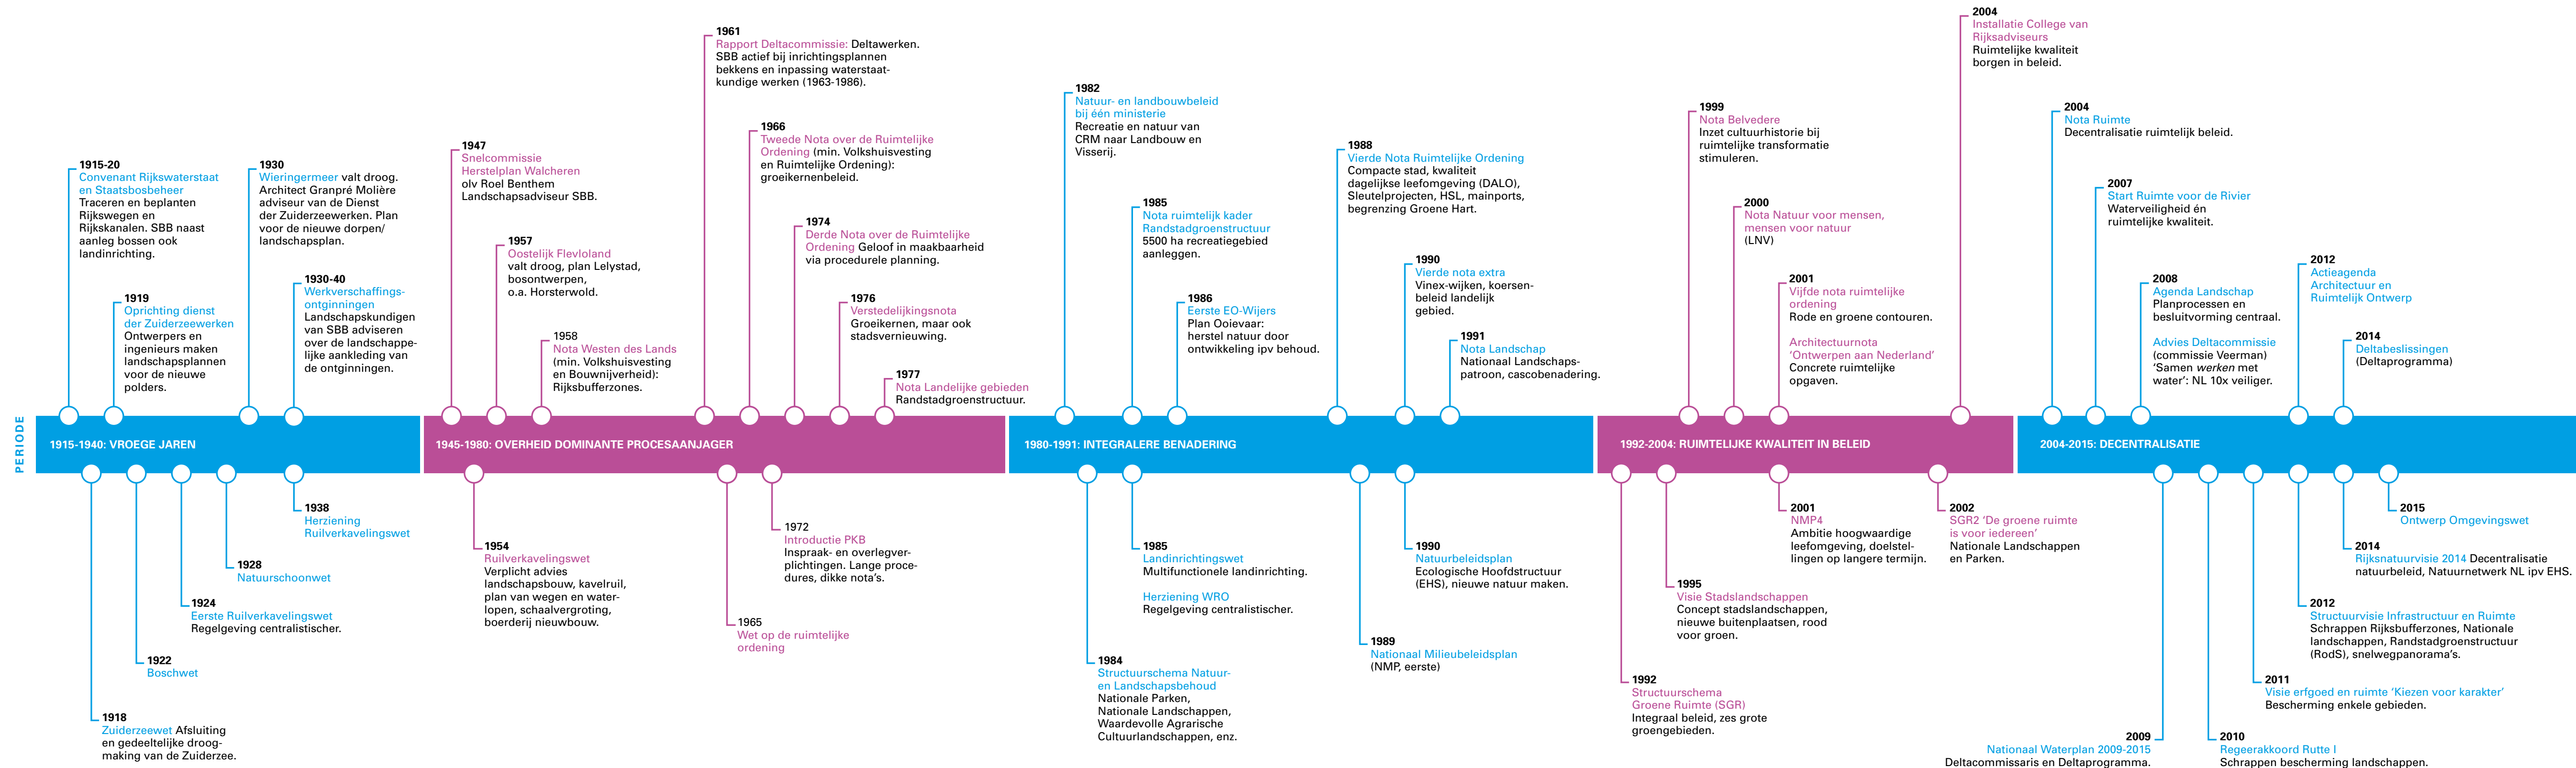 1915-20
Convenant Rijkswaterstaat
en Staatsbosbeheer
Traceren en beplanten
Rijkswegen en
Rijkskanalen. SBB naast
aanleg bossen ook
landinrichting.
1919
Oprichting dienst
der Zuiderzeewerken
Ontwerpers en
ingenieurs maken
landschapsplannen
voor de nieuwe
polders.
1930
Wieringermeer valt droog.
Architect Granpré Molière
adviseur van de Dienst
der Zuiderzeewerken. Plan
voor de nieuwe dorpen/
landschapsplan.
1930-40
Werkverschaffings-
ontginningen
Landschapskundigen
van SBB adviseren
over de landschappe-
lijke aankleding van
de ontginningen.
1947
Snelcommissie
Herstelplan Walcheren
olv Roel Benthem
Landschapsadviseur SBB.
1957
Oostelijk Flevloland
valt droog, plan Lelystad,
bosontwerpen,
o.a. Horsterwold.
1958
Nota Westen des Lands
(min. Volkshuisvesting
en Bouwnijverheid):
Rijksbufferzones.
1961
Rapport Deltacommissie: Deltawerken.
SBB actief bij inrichtingsplannen
bekkens en inpassing waterstaat-
kundige werken (1963-1986).
1966
Tweede Nota over de Ruimtelijke
Ordening (min. Volkshuisvesting
en Ruimtelijke Ordening):
groeikernenbeleid.
1974
Derde Nota over de Ruimtelijke
Ordening Geloof in maakbaarheid
via procedurele planning.
1976
Verstedelijkingsnota
Groeikernen, maar ook
stadsvernieuwing.
1977
Nota Landelijke gebieden
Randstadgroenstructuur.
1982
Natuur- en landbouwbeleid
bij één ministerie
Recreatie en natuur van
CRM naar Landbouw en
Visserij.
1985
Nota ruimtelijk kader
Randstadgroenstructuur
5500 ha recreatiegebied
aanleggen.
1986
Eerste EO-Wijers
Plan Ooievaar:
herstel natuur door
ontwikkeling ipv behoud.
1988
Vierde Nota Ruimtelijke Ordening
Compacte stad, kwaliteit
dagelijkse leefomgeving (DALO),
Sleutelprojecten, HSL, mainports,
begrenzing Groene Hart.
1990
Vierde nota extra
Vinex-wijken, koersen-
beleid landelijk
gebied.
1991
Nota Landschap
Nationaal Landschaps-
patroon, cascobenadering.
1999
Nota Belvedere
Inzet cultuurhistorie bij
ruimtelijke transformatie
stimuleren.
2000
Nota Natuur voor mensen,
mensen voor natuur
(LNV)
2001
Vijfde nota ruimtelijke
ordening
Rode en groene contouren.
Architectuurnota
‘Ontwerpen aan Nederland’
Concrete ruimtelijke
opgaven.
2004
Installatie College van
Rijksadviseurs
Ruimtelijke kwaliteit
borgen in beleid.
2004
Nota Ruimte
Decentralisatie ruimtelijk beleid.
2007
Start Ruimte voor de Rivier
Waterveiligheid én
ruimtelijke kwaliteit.
2008
Agenda Landschap
Planprocessen en
besluitvorming centraal.
Advies Deltacommissie
(commissie Veerman)
‘Samen werken met
water’: NL 10x veiliger.
2012
Actieagenda
Architectuur en
Ruimtelijk Ontwerp
2014
Deltabeslissingen
(Deltaprogramma)
PERIODE
1915-1940: VROEGE JAREN
1945-1980: OVERHEID DOMINANTE PROCESAANJAGER
1980-1991: INTEGRALERE BENADERING
1992-2004: RUIMTELIJKE KWALITEIT IN BELEID
2004-2015: DECENTRALISATIE
1918
Zuiderzeewet Afsluiting
en gedeeltelijke droog-
making van de Zuiderzee.
1922
Boschwet
1924
Eerste Ruilverkavelingswet
Regelgeving centralistischer.
1928
Natuurschoonwet
1938
Herziening
Ruilverkavelingswet
1954
Ruilverkavelingswet
Verplicht advies
landschapsbouw, kavelruil,
plan van wegen en water-
lopen, schaalvergroting,
boerderij nieuwbouw.
1965
Wet op de ruimtelijke
ordening
1972
Introductie PKB
Inspraak- en overlegver-
plichtingen. Lange proce-
dures, dikke nota’s.
1984
Structuurschema Natuur-
en Landschapsbehoud
Nationale Parken,
Nationale Landschappen,
Waardevolle Agrarische
Cultuurlandschappen, enz.
1985
Landinrichtingswet
Multifunctionele landinrichting.
Herziening WRO
Regelgeving centralistischer.
1989
Nationaal Milieubeleidsplan
(NMP, eerste)
1990
Natuurbeleidsplan
Ecologische Hoofdstructuur
(EHS), nieuwe natuur maken.
1992
Structuurschema
Groene Ruimte (SGR)
Integraal beleid, zes grote
groengebieden.
1995
Visie Stadslandschappen
Concept stadslandschappen,
nieuwe buitenplaatsen, rood
voor groen.
2001
NMP4
Ambitie hoogwaardige
leefomgeving, doelstel-
lingen op langere termijn.
2002
SGR2 ‘De groene ruimte
is voor iedereen’
Nationale Landschappen
en Parken.
2009
Nationaal Waterplan 2009-2015
Deltacommissaris en Deltaprogramma.
2010
Regeerakkoord Rutte I
Schrappen bescherming landschappen.
2011
Visie erfgoed en ruimte ‘Kiezen voor karakter’
Bescherming enkele gebieden.
2012
Structuurvisie Infrastructuur en Ruimte
Schrappen Rijksbufferzones, Nationale
landschappen, Randstadgroenstructuur
(RodS), snelwegpanorama’s.
2014
Rijksnatuurvisie 2014 Decentralisatie
natuurbeleid, Natuurnetwerk NL ipv EHS.
2015
Ontwerp Omgevingswet